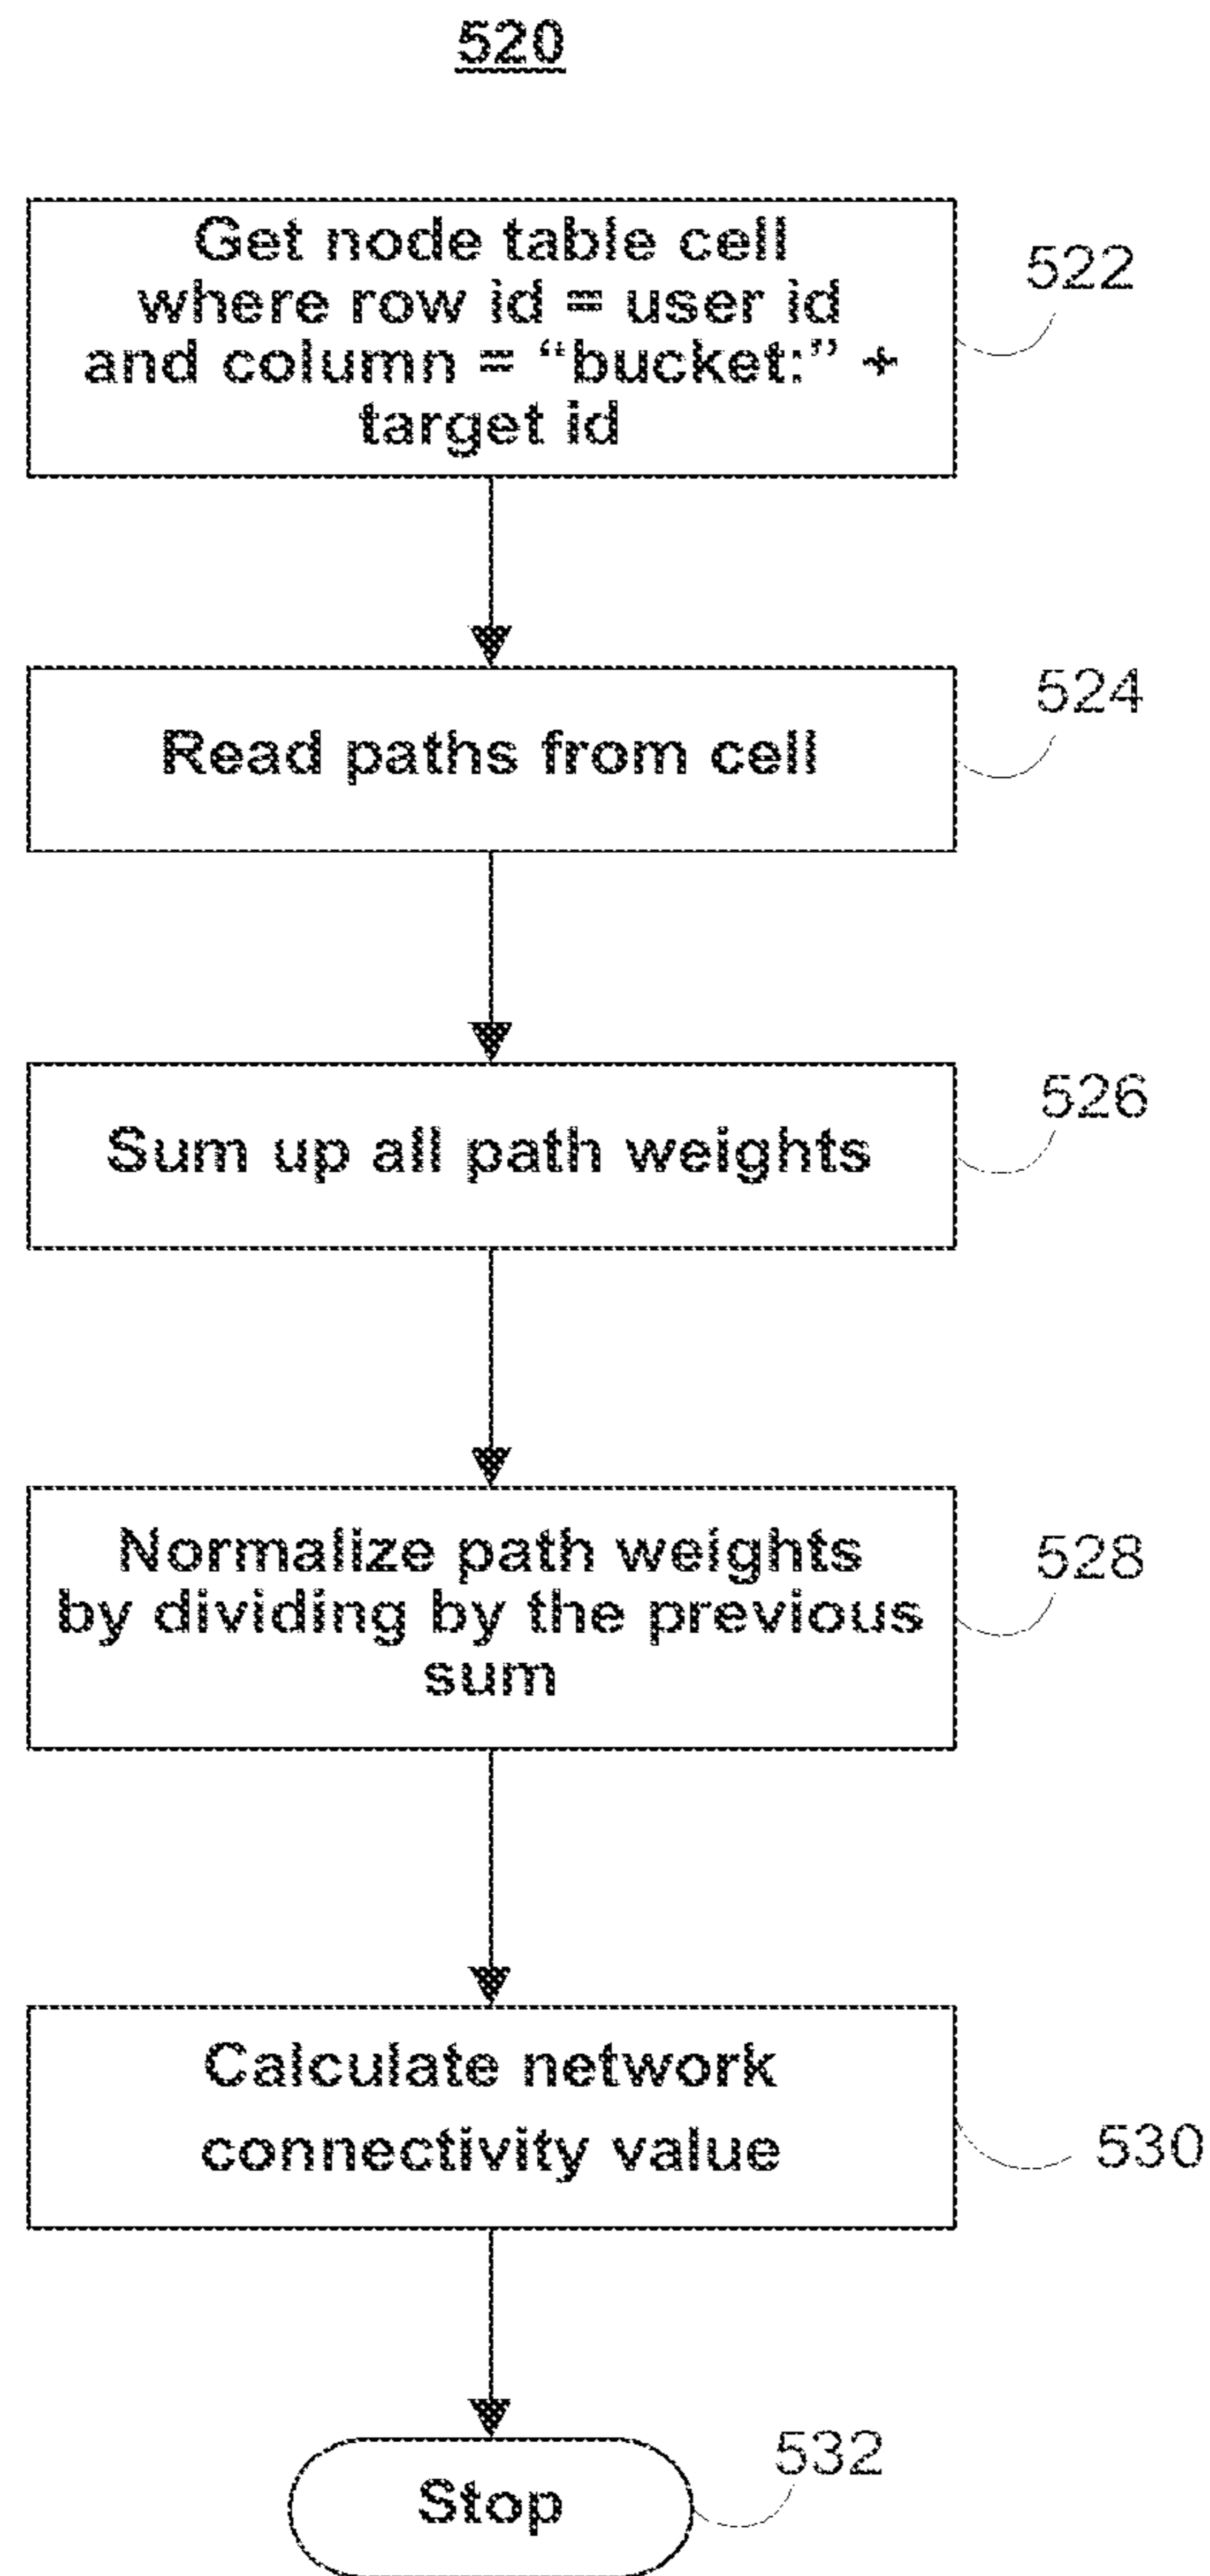 520
Get node table cell
where row id = user id
and column = “bucket:” +
target id
522
Read paths from cell
524
Sum up all path weights
526
Normalize path weights
by dividing by the previous
sum
528
Calculate network
connectivity value
530
Stop
532